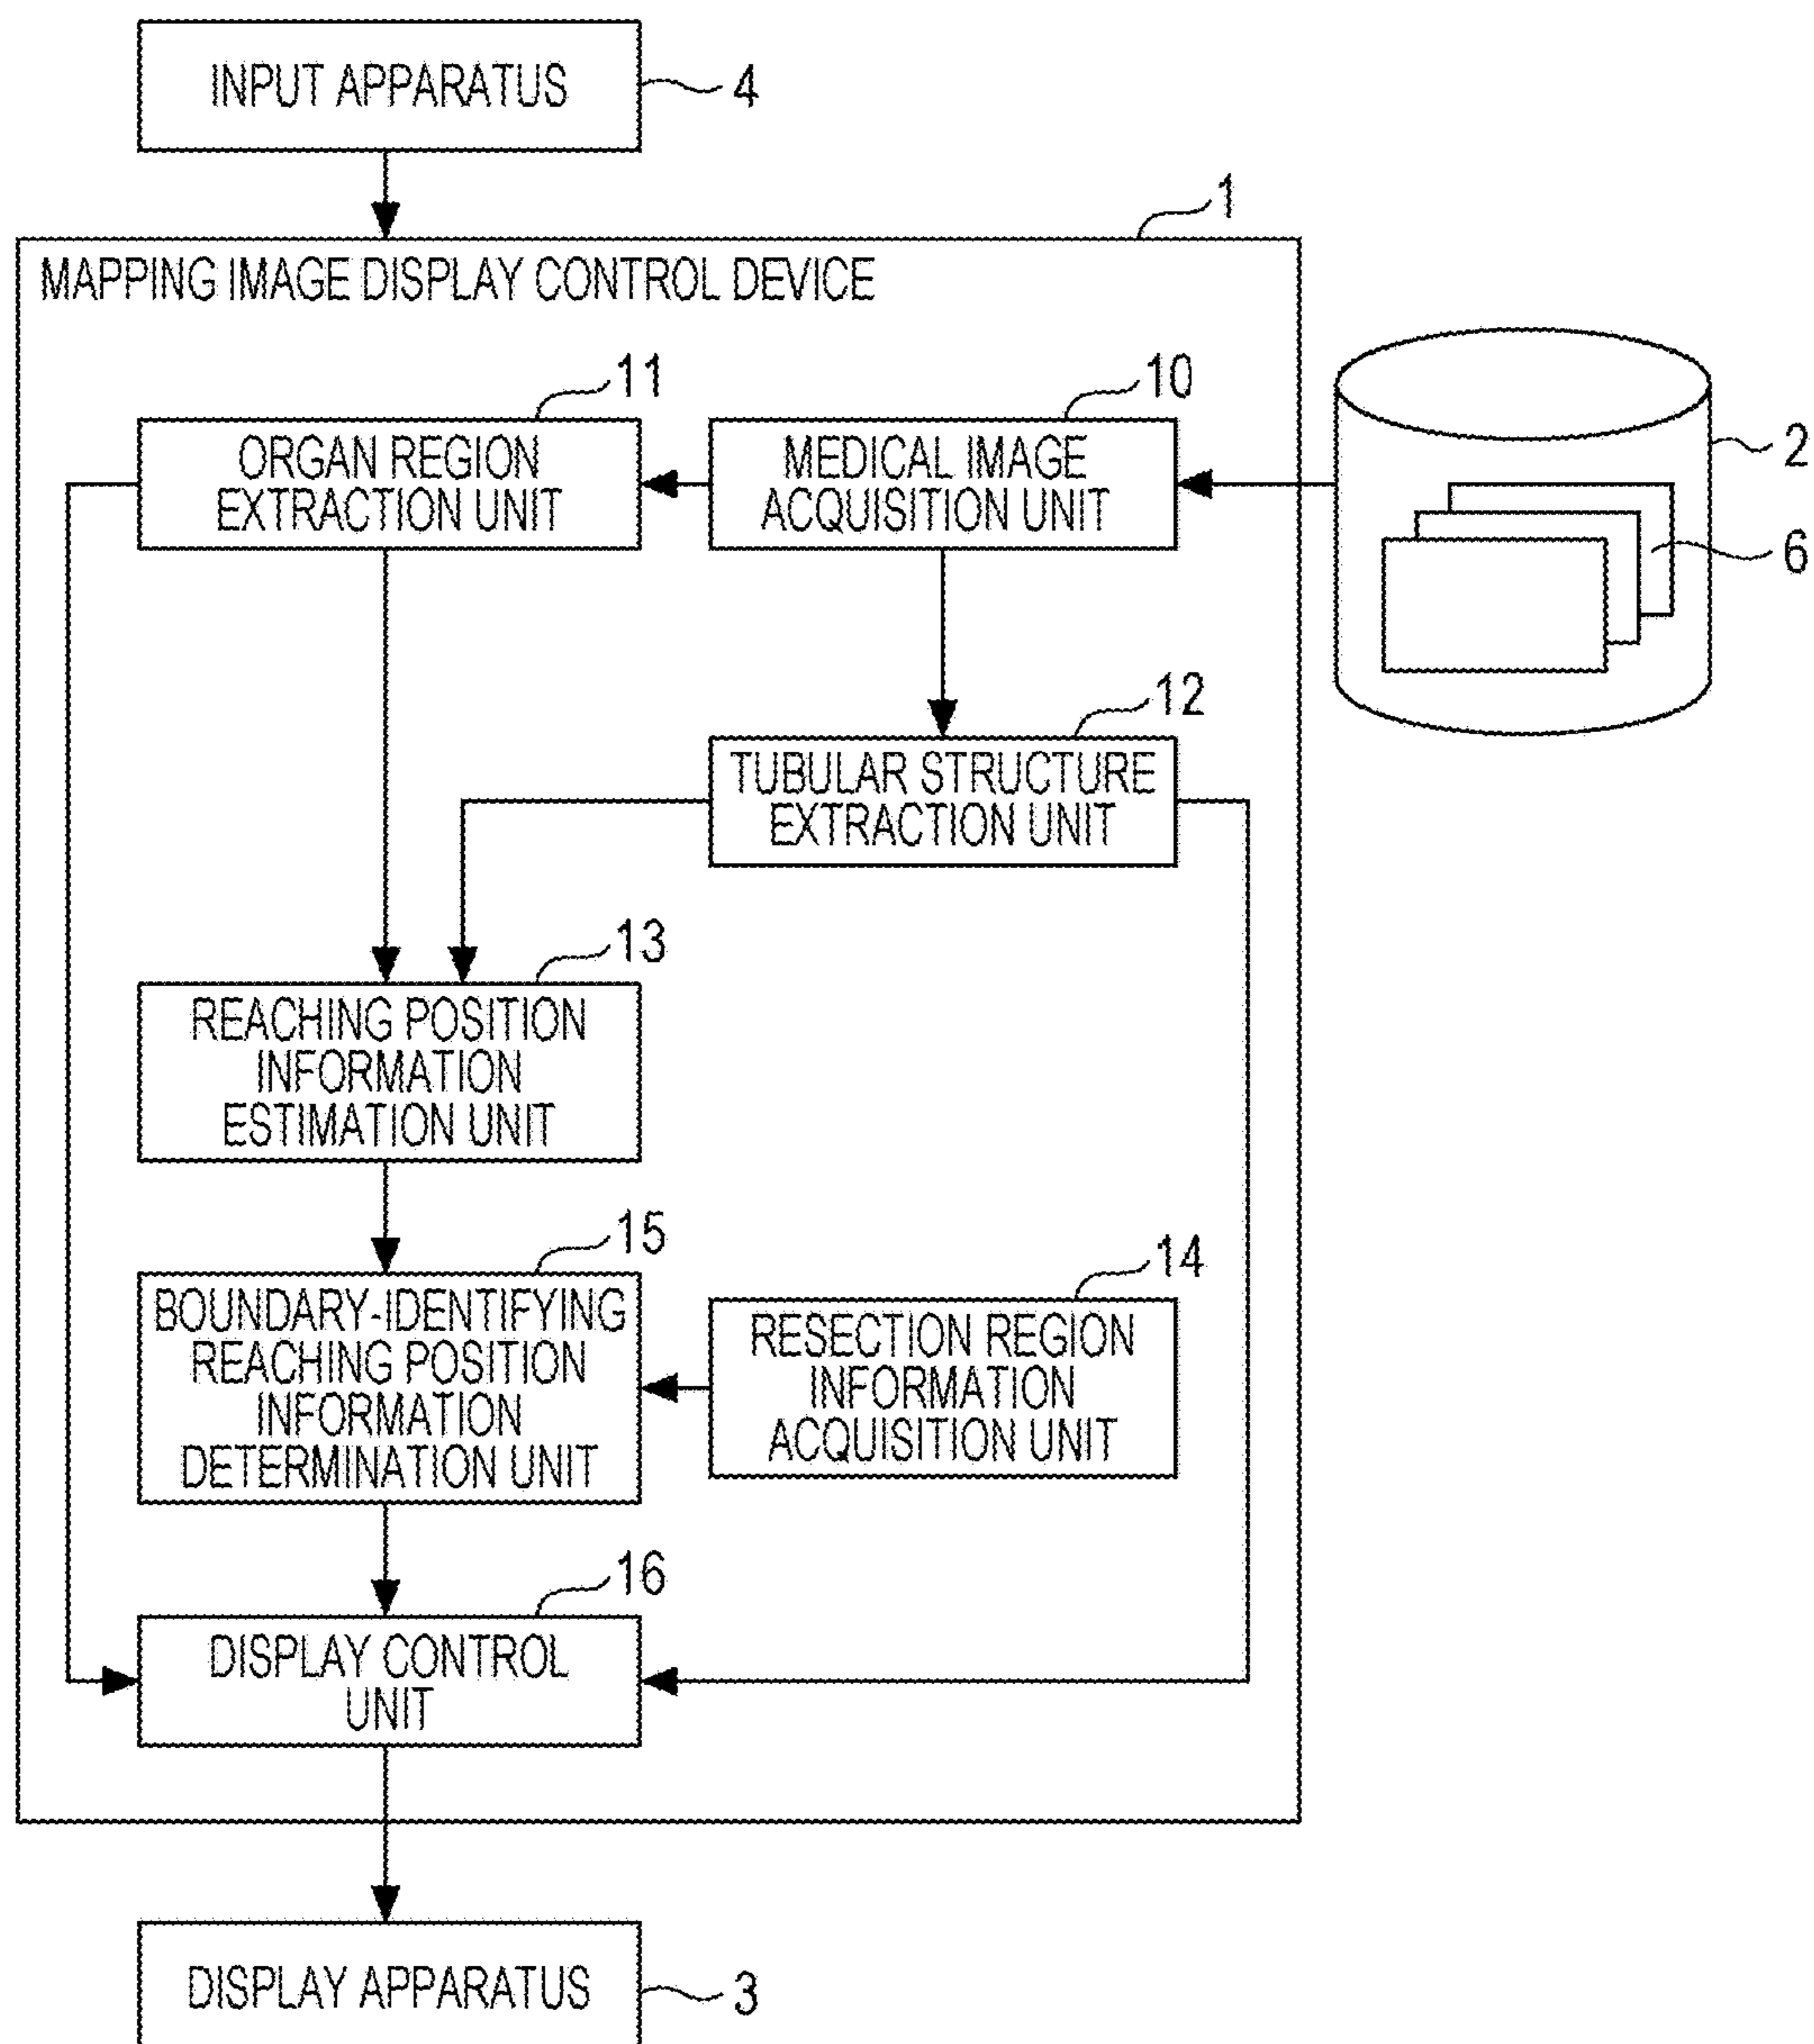 INPUT APPARATUS
4
1
MAPPING IMAGE DISPLAY CONTROL DEVICE
11
10
ORGAN REGION
EXTRACTION UNIT
MEDICAL IMAGE
ACQUISITION UNIT
2
6
12
TUBULAR STRUCTURE
EXTRACTION UNIT
13
REACHING POSITION
INFORMATION
ESTIMATION UNIT
15
14
BOUNDARY-IDENTIFYING
REACHING POSITION
INFORMATION
DETERMINATION UNIT
RESECTION REGION
INFORMATION
ACQUISITION UNIT
16
DISPLAY CONTROL
UNIT
DISPLAY APPARATUS
3